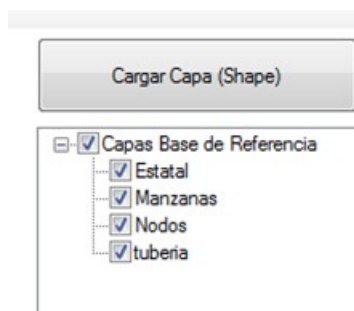 Cargar Capa (Shape)
Capas Base de Referencia
Estatal
Manzanas
Nodos
tuberia